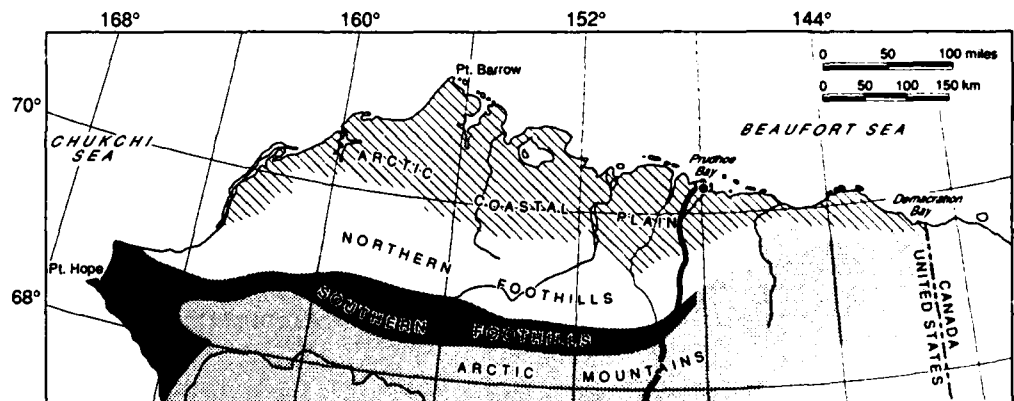 168° 160° 152° 144°
0 50 100 miles
0 50 100 150 km
Pt. Barrow
70°
CHUKCHI
SEA
BEAUFORT SEA
ARCTIC
Prudhoe
Bay
COASTAL PLAIN
Demarcation
Bay
NORTHERN
Pt. Hope
FOOTHILLS
68°
SOUTHERN FOOTHILLS
CANADA
UNITED STATES
ARCTIC MOUNTAINS